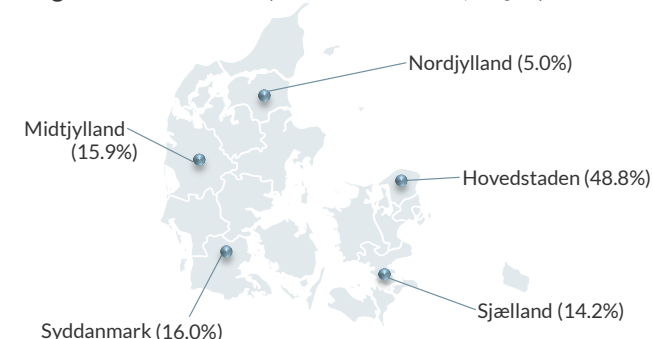 Nordjylland (5.0%)
Midtjylland
(15.9%)
Hovedstaden (48.8%)
Sjælland (14.2%)
Syddanmark (16.0%)